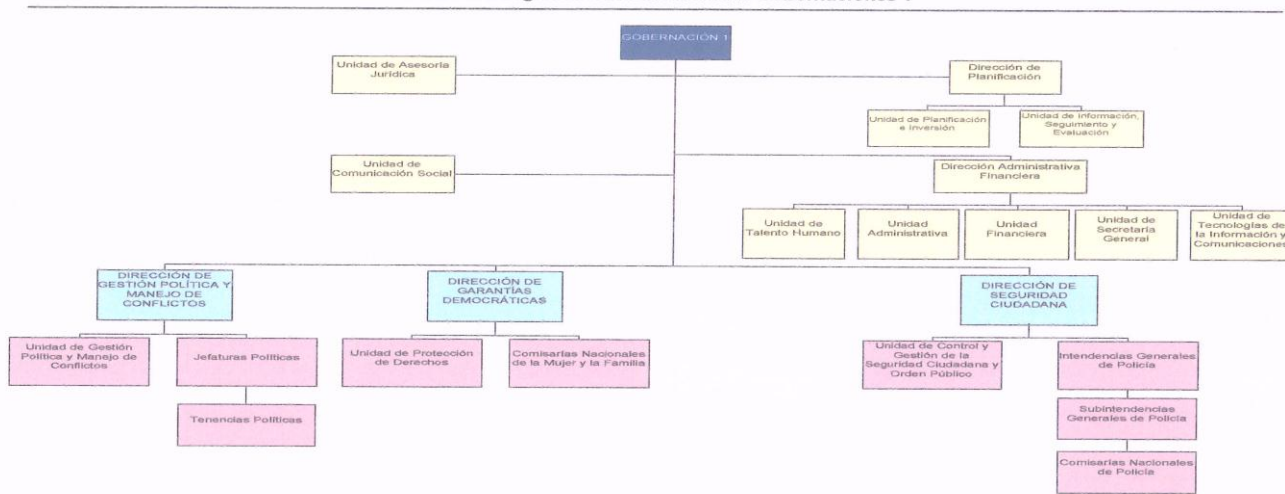 GOBERNACIÓN 1
Unidad de Asesoría
Jurídica
Dirección de
Planificación
Unidad de Planificación
e Inversión
Unidad de Información,
Seguimiento y
Evaluación
Unidad de
Comunicación Social
Dirección Administrativa
Financiera
Unidad de
Talento Humano
Unidad
Administrativa
Unidad
Financiera
Unidad de
Secretaría
General
Unidad de
Tecnologías de
la Información y
Comunicaciones
DIRECCIÓN DE
GESTIÓN POLÍTICA Y
MANEJO DE
CONFLICTOS
DIRECCIÓN DE
GARANTÍAS
DEMOCRÁTICAS
DIRECCIÓN DE
SEGURIDAD
CIUDADANA
Unidad de Gestión
Política y Manejo de
Conflictos
Jefaturas Políticas
Unidad de Protección
de Derechos
Comisarías Nacionales
de la Mujer y la Familia
Unidad de Control y
Gestión de la
Seguridad Ciudadana y
Orden Público
Intendencias Generales
de Policía
Tenencias Políticas
Subintendencias
Generales de Policía
Comisarías Nacionales
de Policía